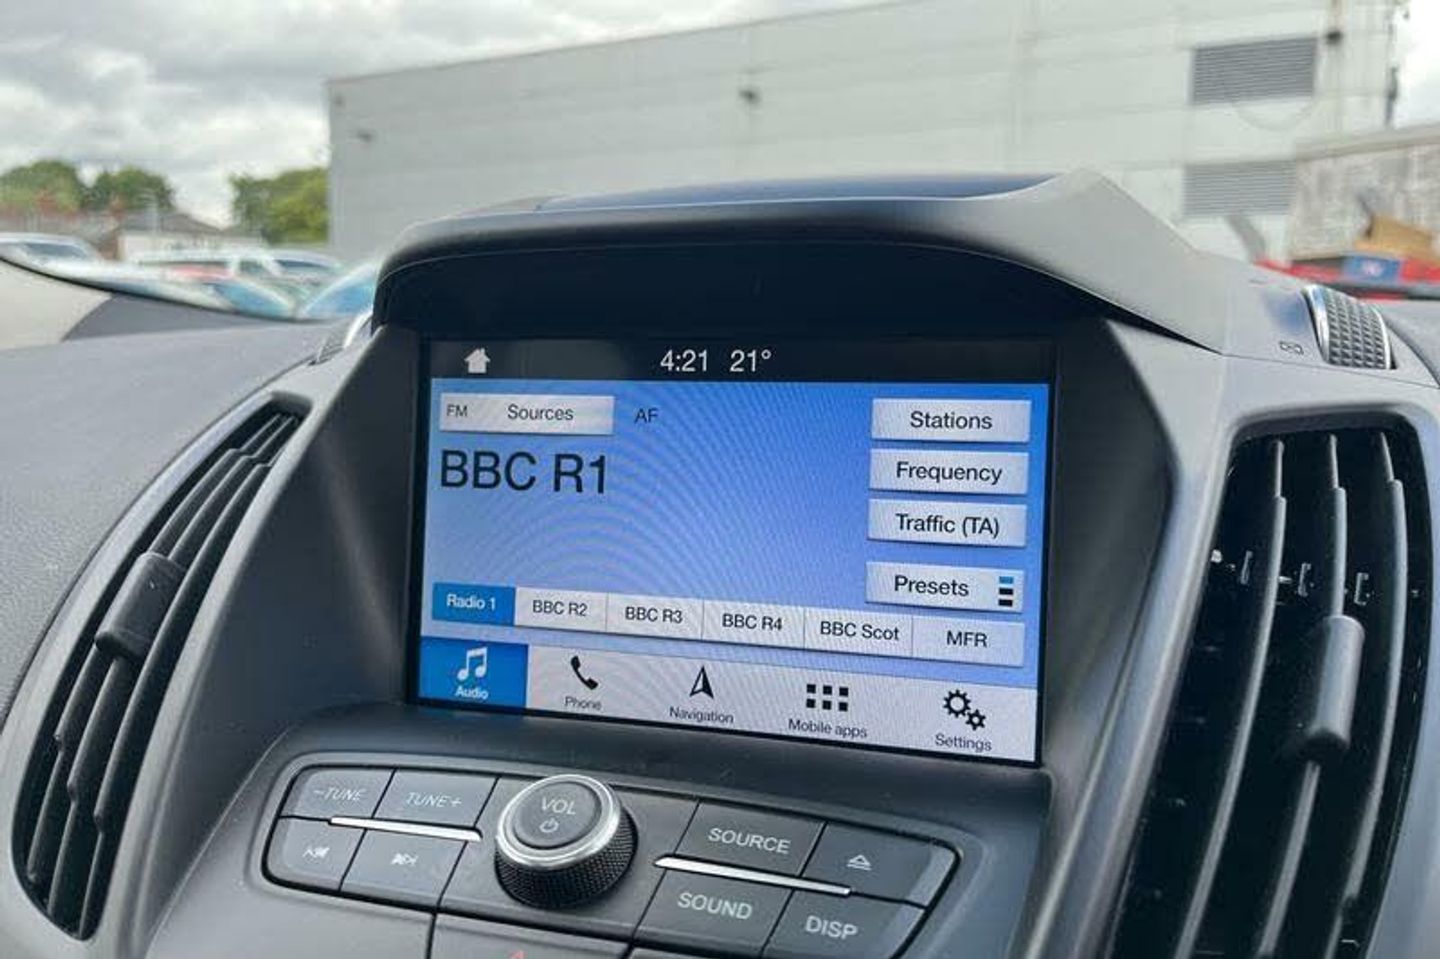 4:21 21°
FM Sources AF
Stations
BBC R1
Frequency
Traffic (TA)
Presets
Radio 1 BBC R2 BBC R3 BBC R4 BBC Scot MFR
Audio Phone Navigation Mobile apps Settings
-TUNE TUNE+ VOL SOURCE
SOUND DISP